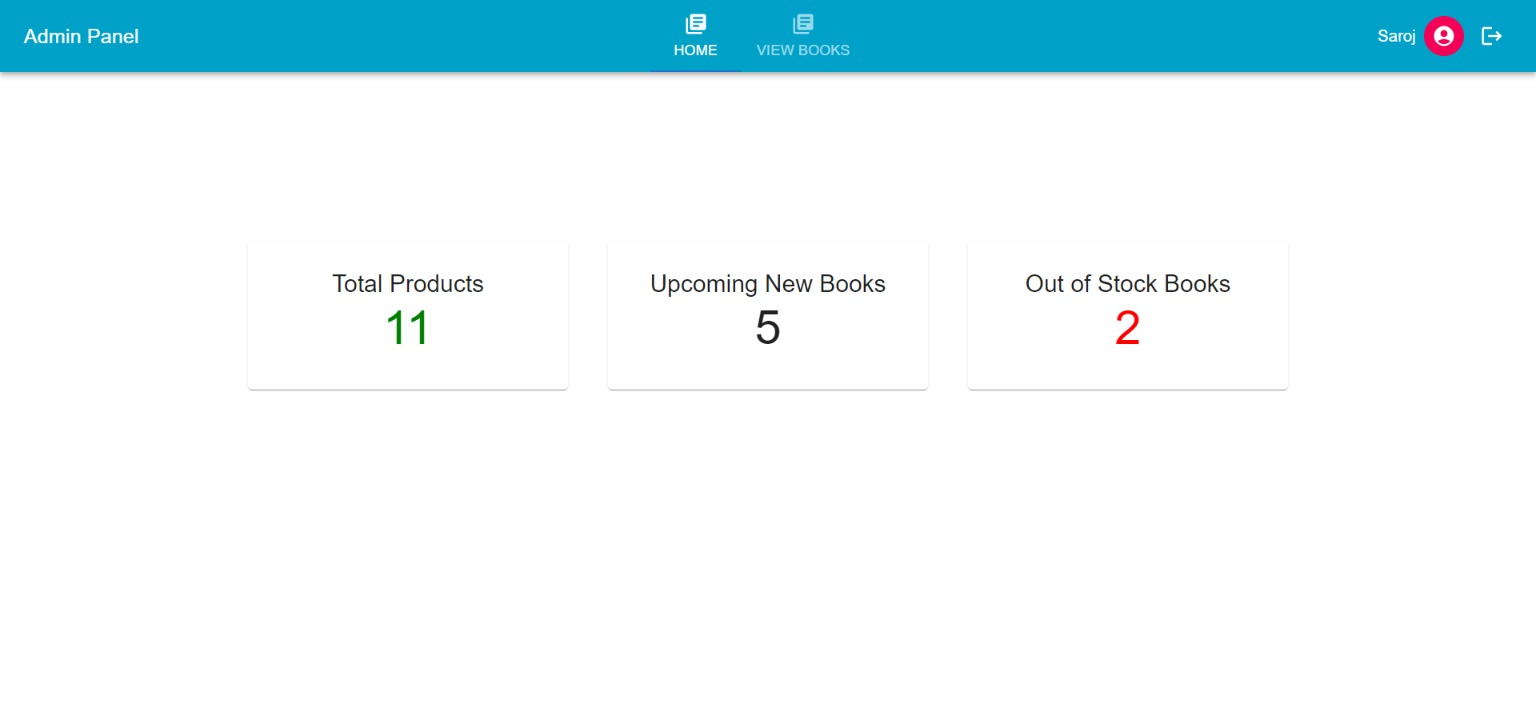 Admin Panel
HOME
VIEW BOOKS
Saroj
Total Products
11
Upcoming New Books
5
Out of Stock Books
2